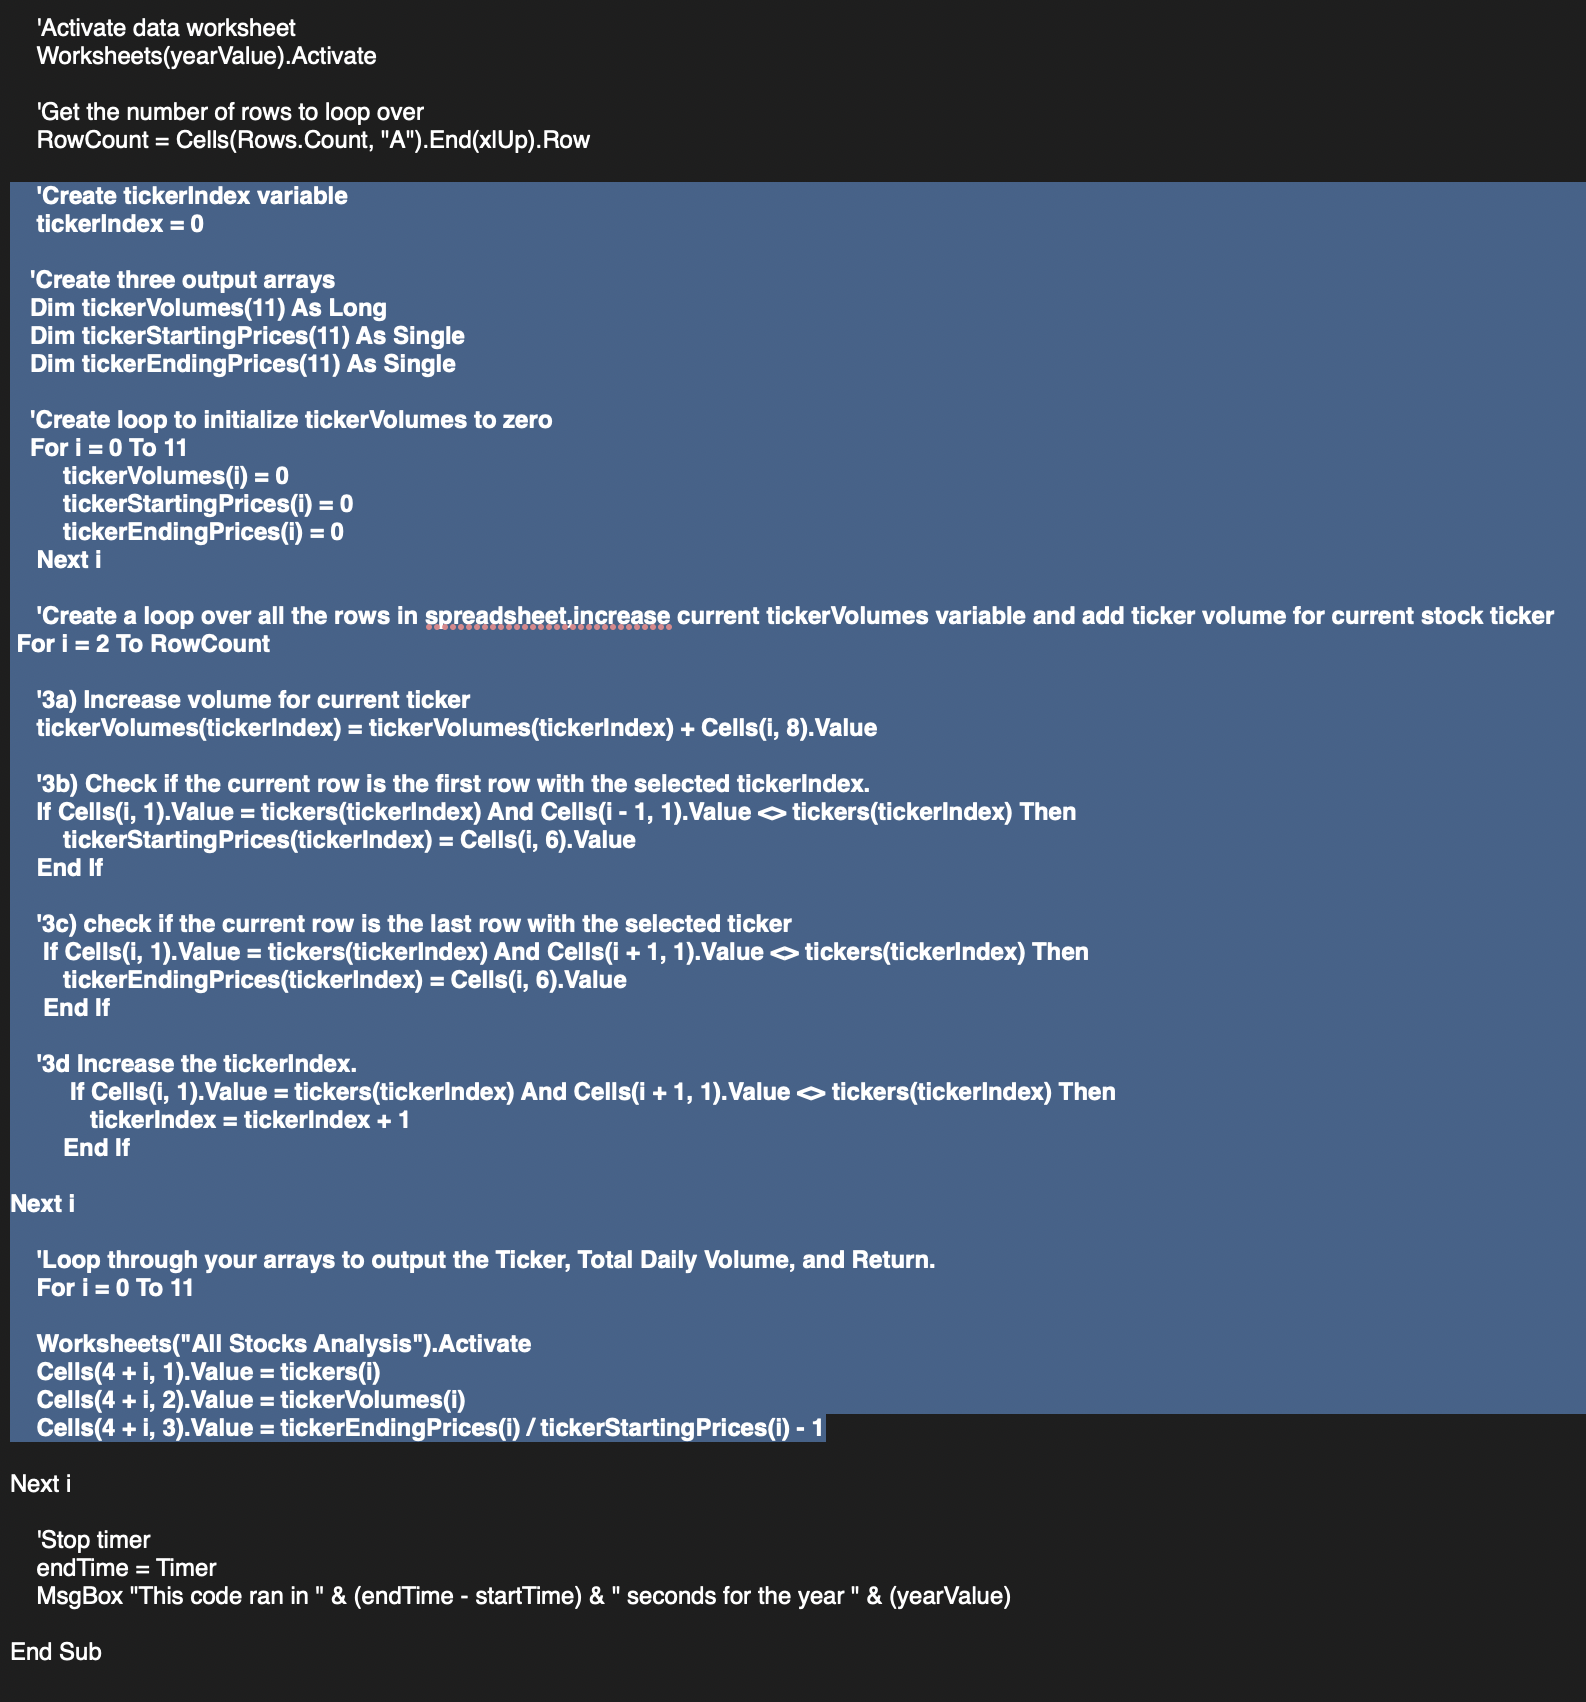 'Activate data worksheet
Worksheets(yearValue).Activate
'Get the number of rows to loop over
RowCount = Cells(Rows.Count, "A").End(xlUp).Row
'Create tickerIndex variable
tickerIndex = 0
'Create three output arrays
Dim tickerVolumes(11) As Long
Dim tickerStartingPrices(11) As Single
Dim tickerEndingPrices(11) As Single
'Create loop to initialize tickerVolumes to zero
For i = 0 To 11
tickerVolumes(i) = 0
tickerStartingPrices(i) = 0
tickerEndingPrices(i) = 0
Next i
'Create a loop over all the rows in spreadsheet,increase current tickerVolumes variable and add ticker volume for current stock ticker
For i = 2 To RowCount
'3a) Increase volume for current ticker
tickerVolumes(tickerIndex) = tickerVolumes(tickerIndex) + Cells(i, 8).Value
'3b) Check if the current row is the first row with the selected tickerIndex.
If Cells(i, 1).Value = tickers(tickerIndex) And Cells(i - 1, 1).Value <> tickers(tickerIndex) Then
tickerStartingPrices(tickerIndex) = Cells(i, 6).Value
End If
'3c) check if the current row is the last row with the selected ticker
If Cells(i, 1).Value = tickers(tickerIndex) And Cells(i + 1, 1).Value <> tickers(tickerIndex) Then
tickerEndingPrices(tickerIndex) = Cells(i, 6).Value
End If
'3d Increase the tickerIndex.
If Cells(i, 1).Value = tickers(tickerIndex) And Cells(i + 1, 1).Value <> tickers(tickerIndex) Then
tickerIndex = tickerIndex + 1
End If
Next i
'Loop through your arrays to output the Ticker, Total Daily Volume, and Return.
For i = 0 To 11
Worksheets("All Stocks Analysis").Activate
Cells(4 + i, 1).Value = tickers(i)
Cells(4 + i, 2).Value = tickerVolumes(i)
Cells(4 + i, 3).Value = tickerEndingPrices(i) / tickerStartingPrices(i) - 1
Next i
'Stop timer
endTime = Timer
MsgBox "This code ran in " & (endTime - startTime) & " seconds for the year " & (yearValue)
End Sub